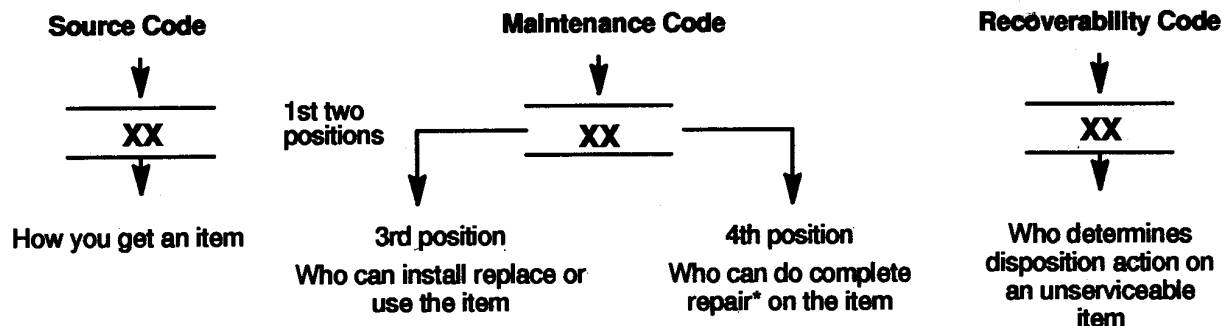 Source Code
Maintenance Code
Recoverability Code
XX
1st two
positions
XX
XX
How you get an item
3rd position
Who can install replace or
use the item
4th position
Who can do complete
repair* on the item
Who determines
disposition action on
an unserviceable
item